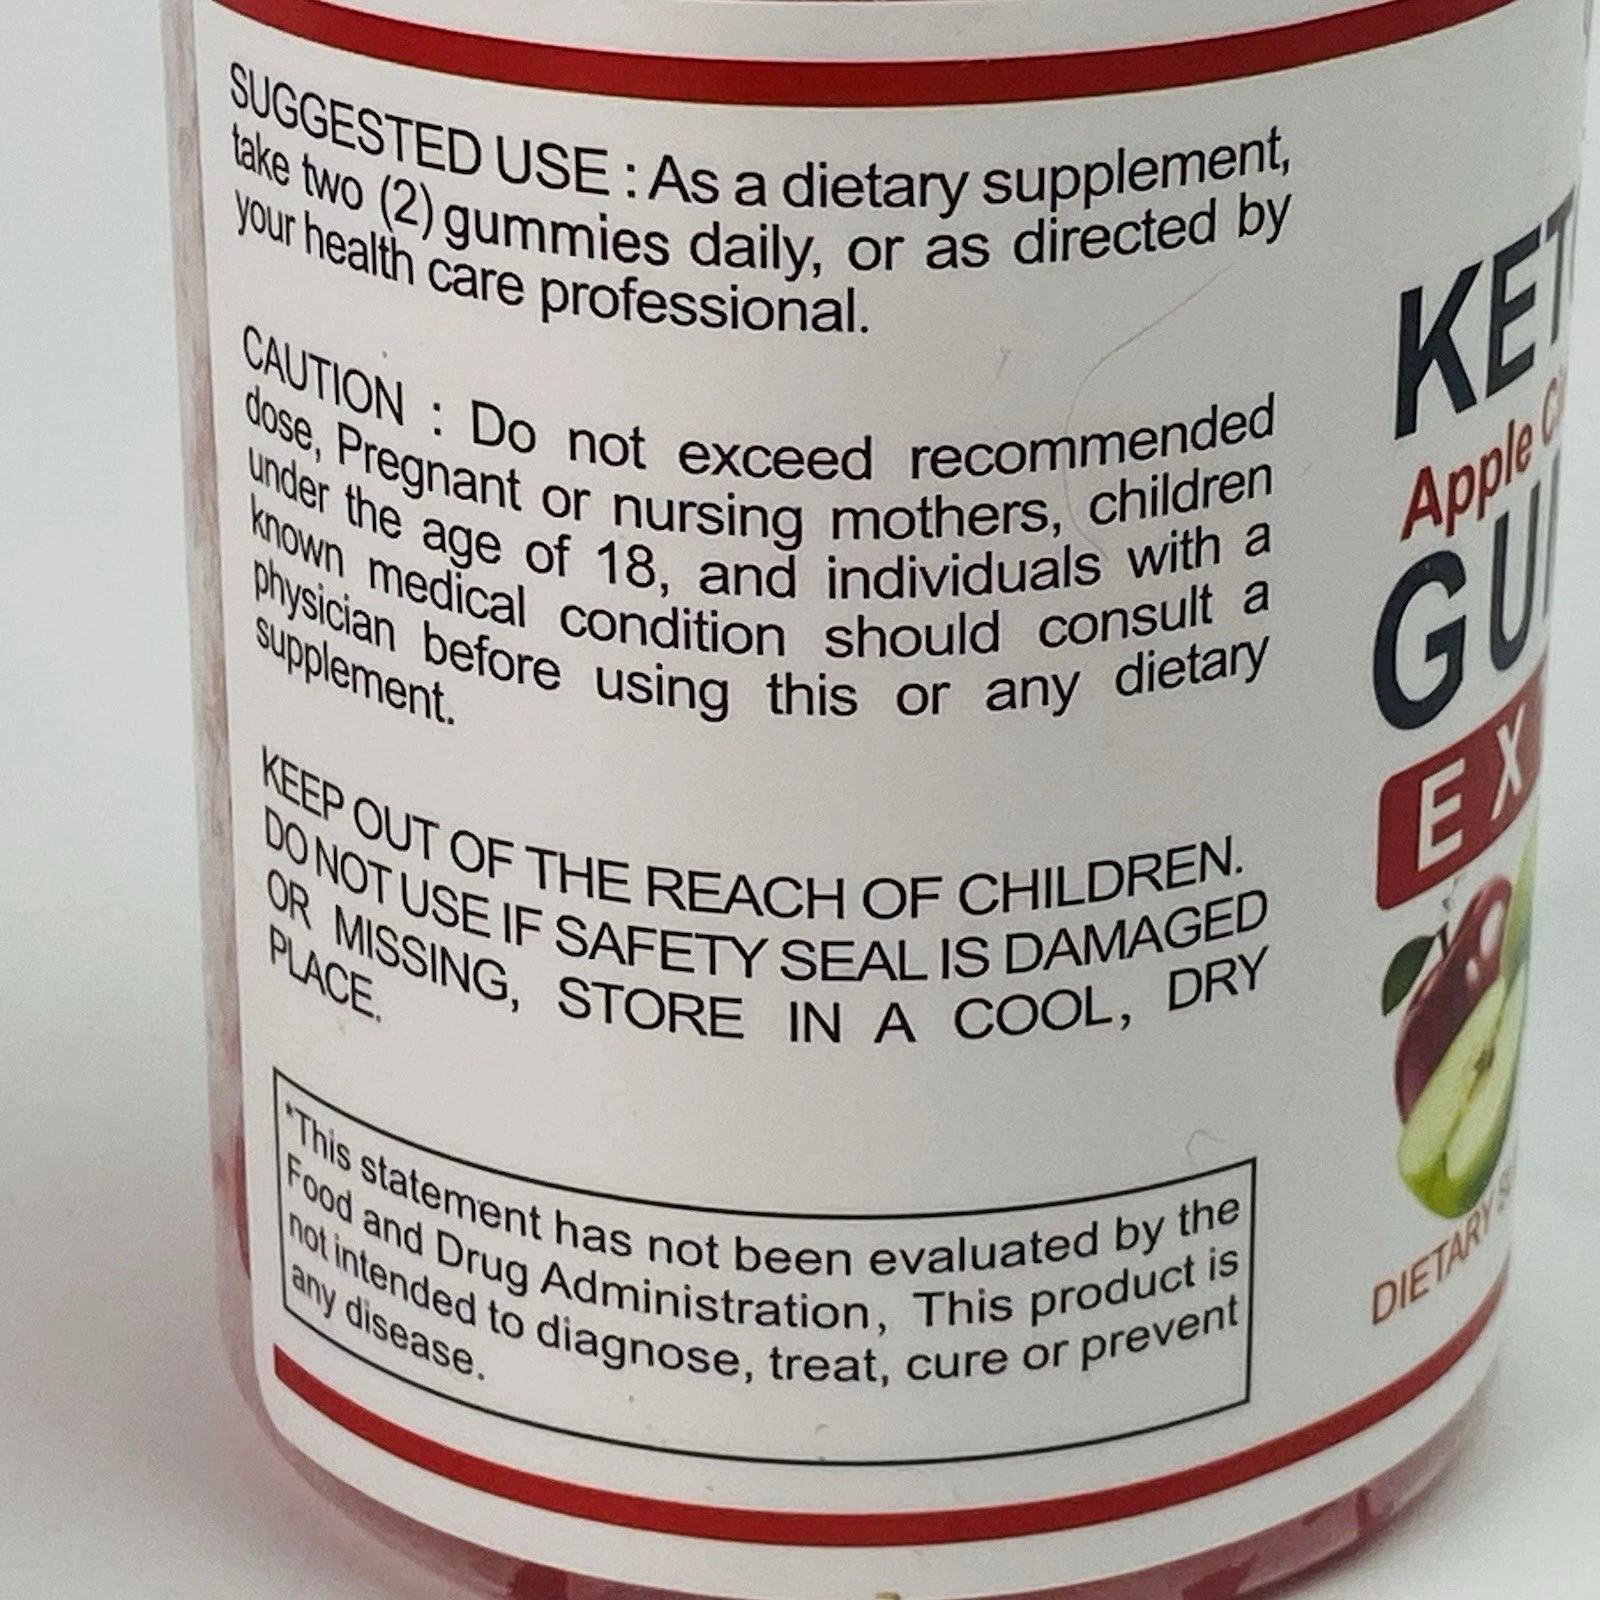 SUGGESTED USE : As a dietary supplement,
take two (2) gummies daily, or as directed by
your health care professional.
CAUTION : Do not exceed recommended
dose, Pregnant or nursing mothers, children
under the age of 18, and individuals with a
known medical condition should consult a
physician before using this or any dietary
supplement.
KEEP OUT OF THE REACH OF CHILDREN.
DO NOT USE IF SAFETY SEAL IS DAMAGED
OR MISSING, STORE IN A COOL, DRY
PLACE.
*This statement has not been evaluated by the
Food and Drug Administration, This product is
not intended to diagnose, treat, cure or prevent
any disease.
KET
Apple
GU
EX
DIETARY